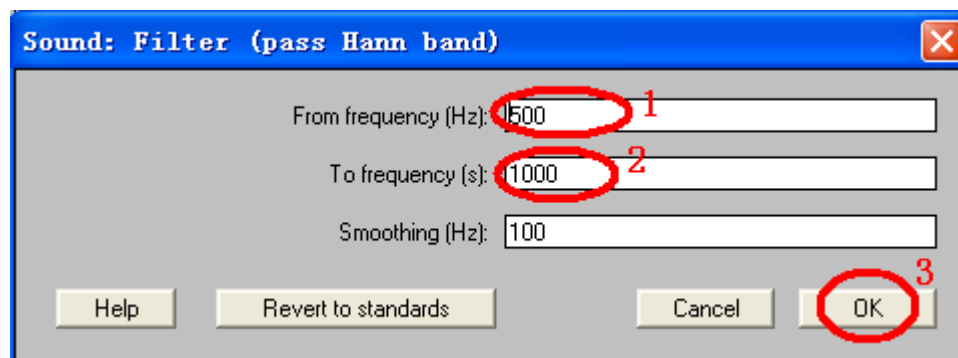 Sound: Filter (pass Hann band)
From frequency (Hz): 500 1
To frequency (s): 1000 2
Smoothing (Hz): 100
3
Help Revert to standards Cancel OK